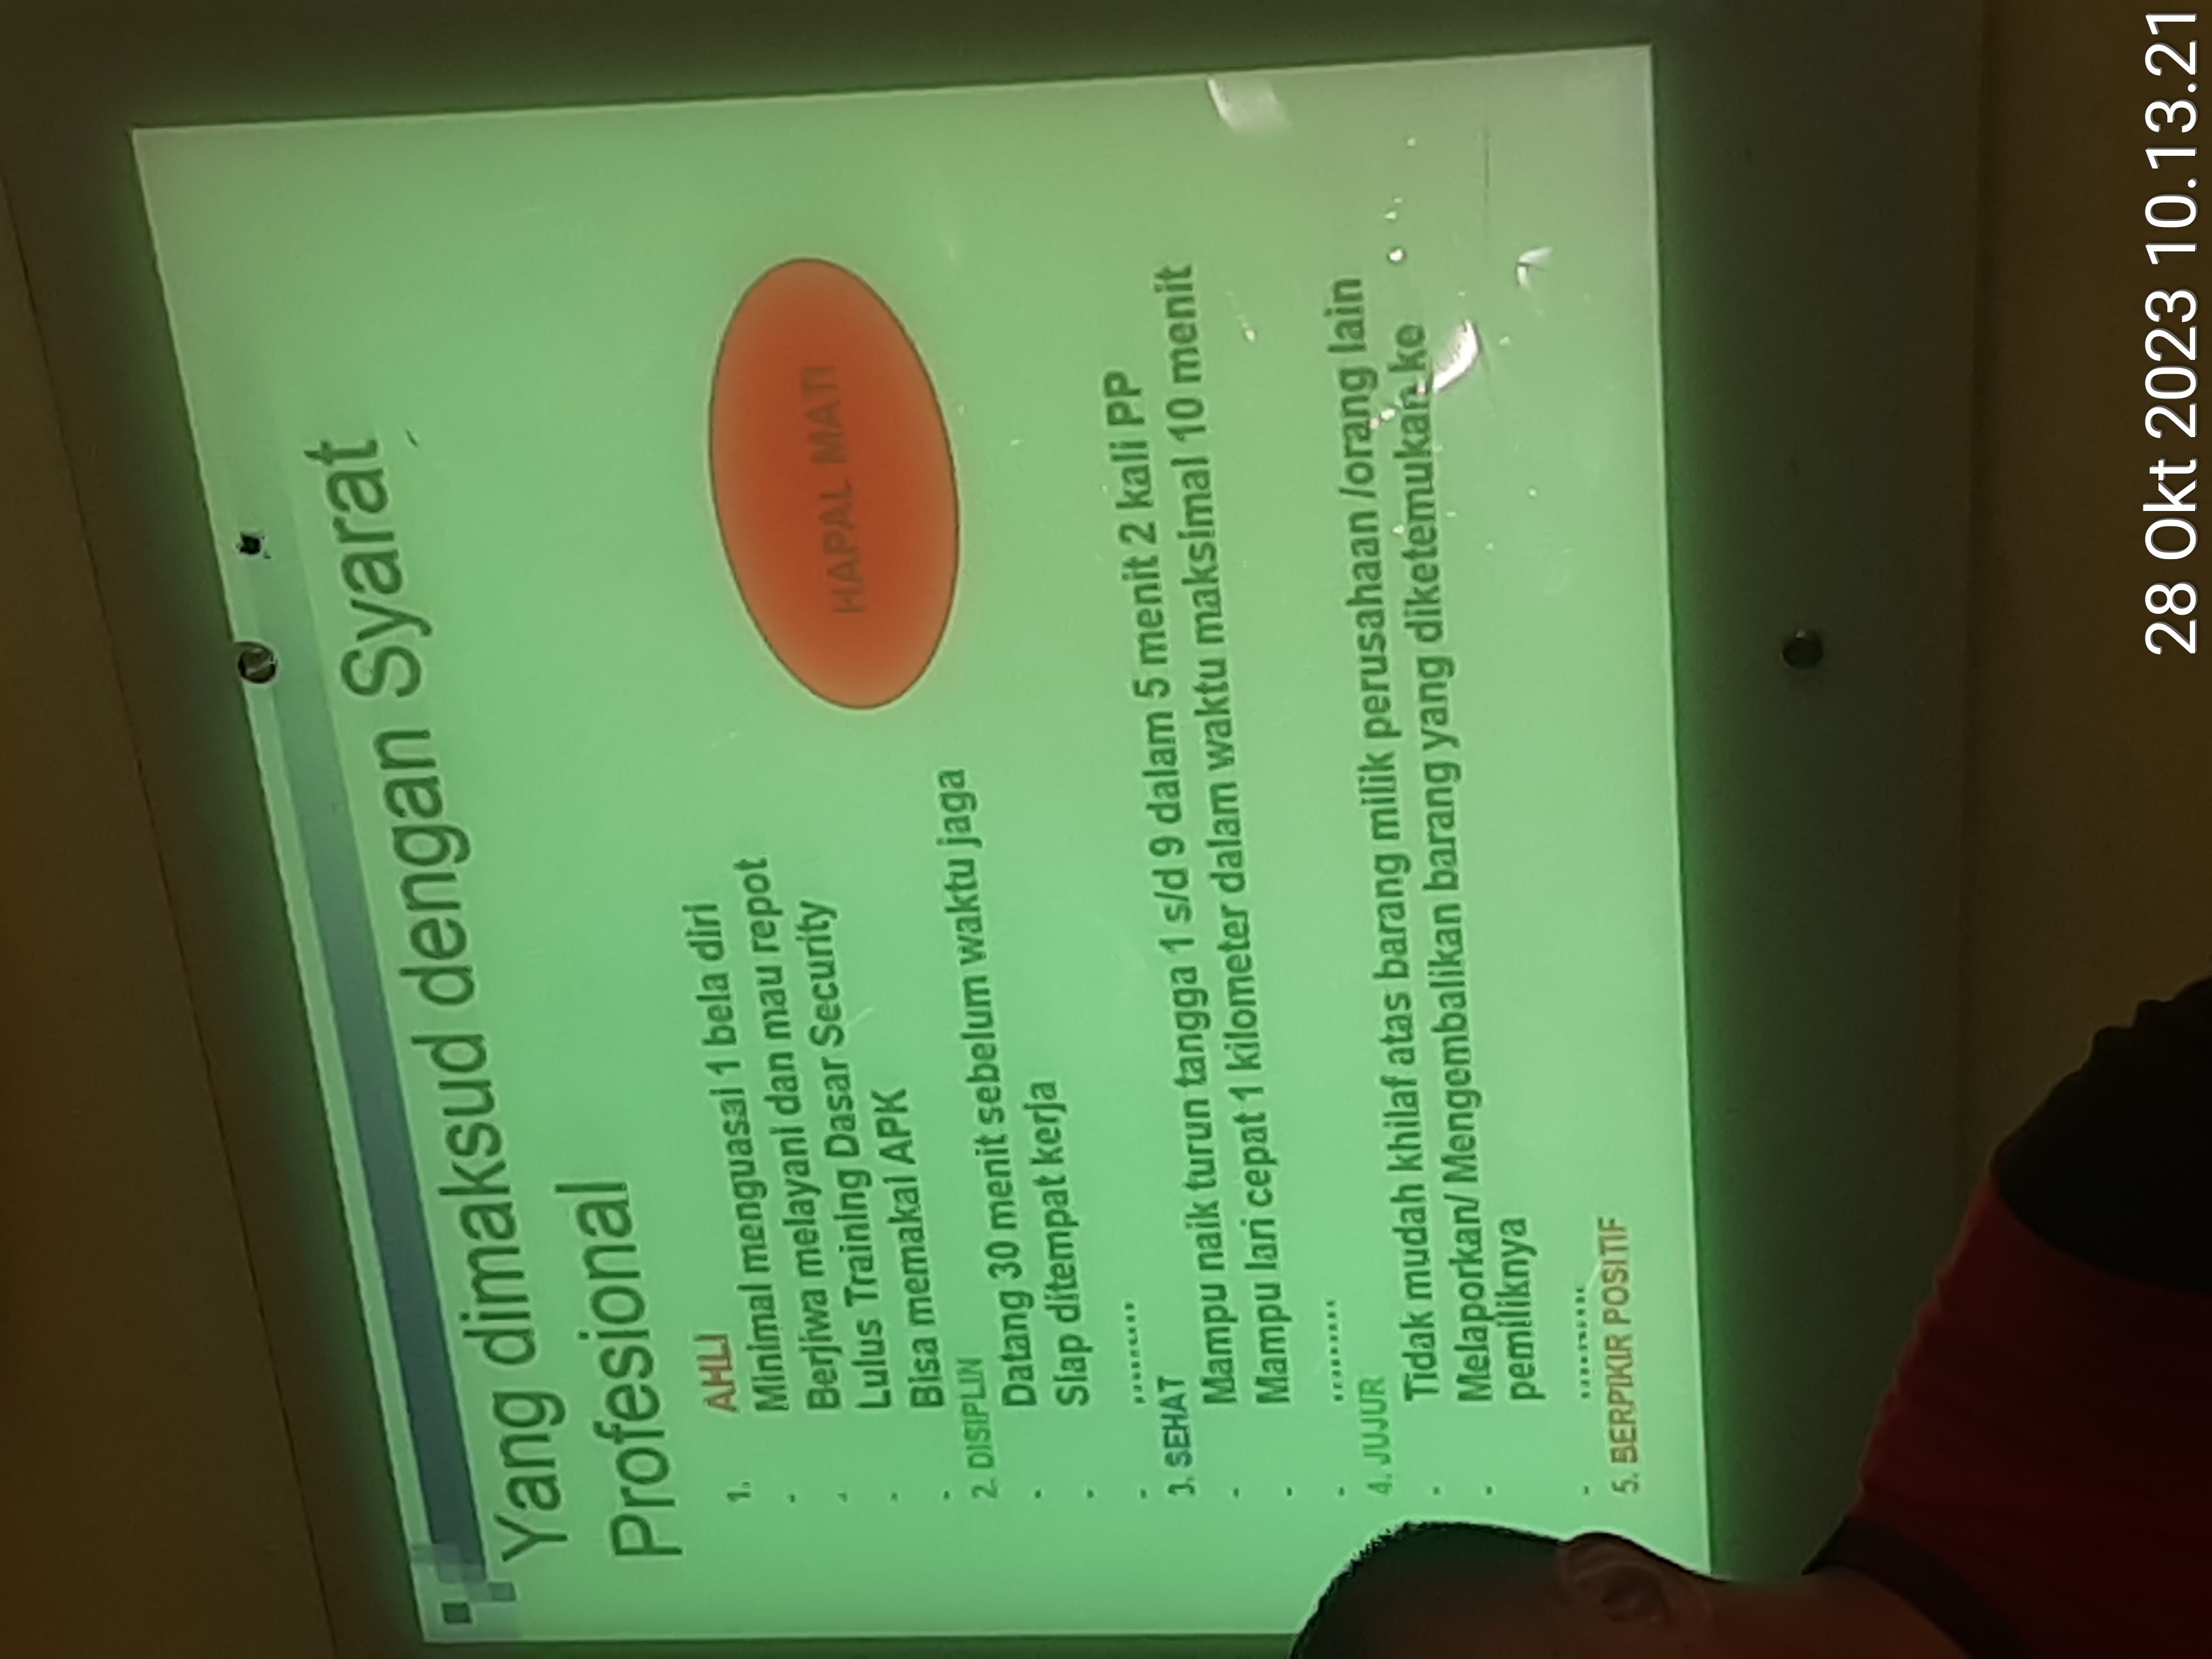 Yang dimaksud dengan Syarat
Profesional
1. AHLI
- Minimal menguasai 1 bela diri
- Berjiwa melayani dan mau repot
- Lulus Training Dasar Security
- Bisa memakai APK
HAPAL MATI
2. DISIPLIN
- Datang 30 menit sebelum waktu jaga
- Siap ditempat kerja
- ..........
3. SEHAT
- Mampu naik turun tangga 1 s/d 9 dalam 5 menit 2 kali PP
- Mampu lari cepat 1 kilometer dalam waktu maksimal 10 menit
- ..........
4. JUJUR
- Tidak mudah khilaf atas barang milik perusahaan /orang lain
- Melaporkan/ Mengembalikan barang yang diketemukan ke
pemiliknya
- ...........
5. BERPIKIR POSITIF
28 Okt 2023 10.13.21